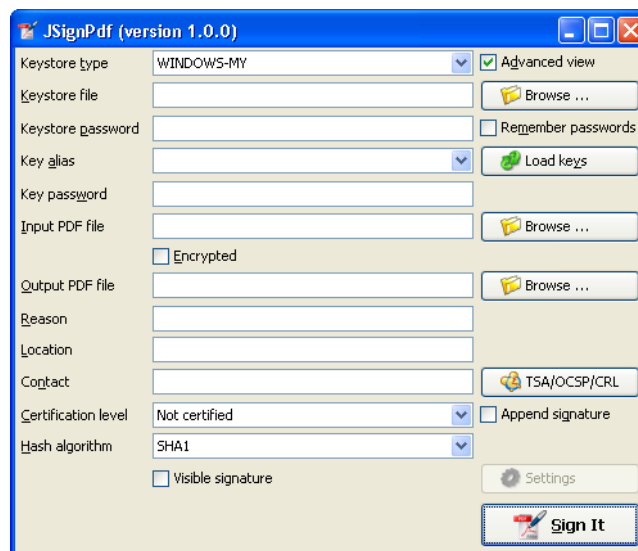 JSignPdf (version 1.0.0)
Keystore type WINDOWS-MY Advanced view
Keystore file Browse ...
Keystore password Remember passwords
Key alias Load keys
Key password
Input PDF file Browse ...
Encrypted
Output PDF file Browse ...
Reason
Location
Contact TSA/OCSP/CRL
Certification level Not certified Append signature
Hash algorithm SHA1
Visible signature Settings
Sign It